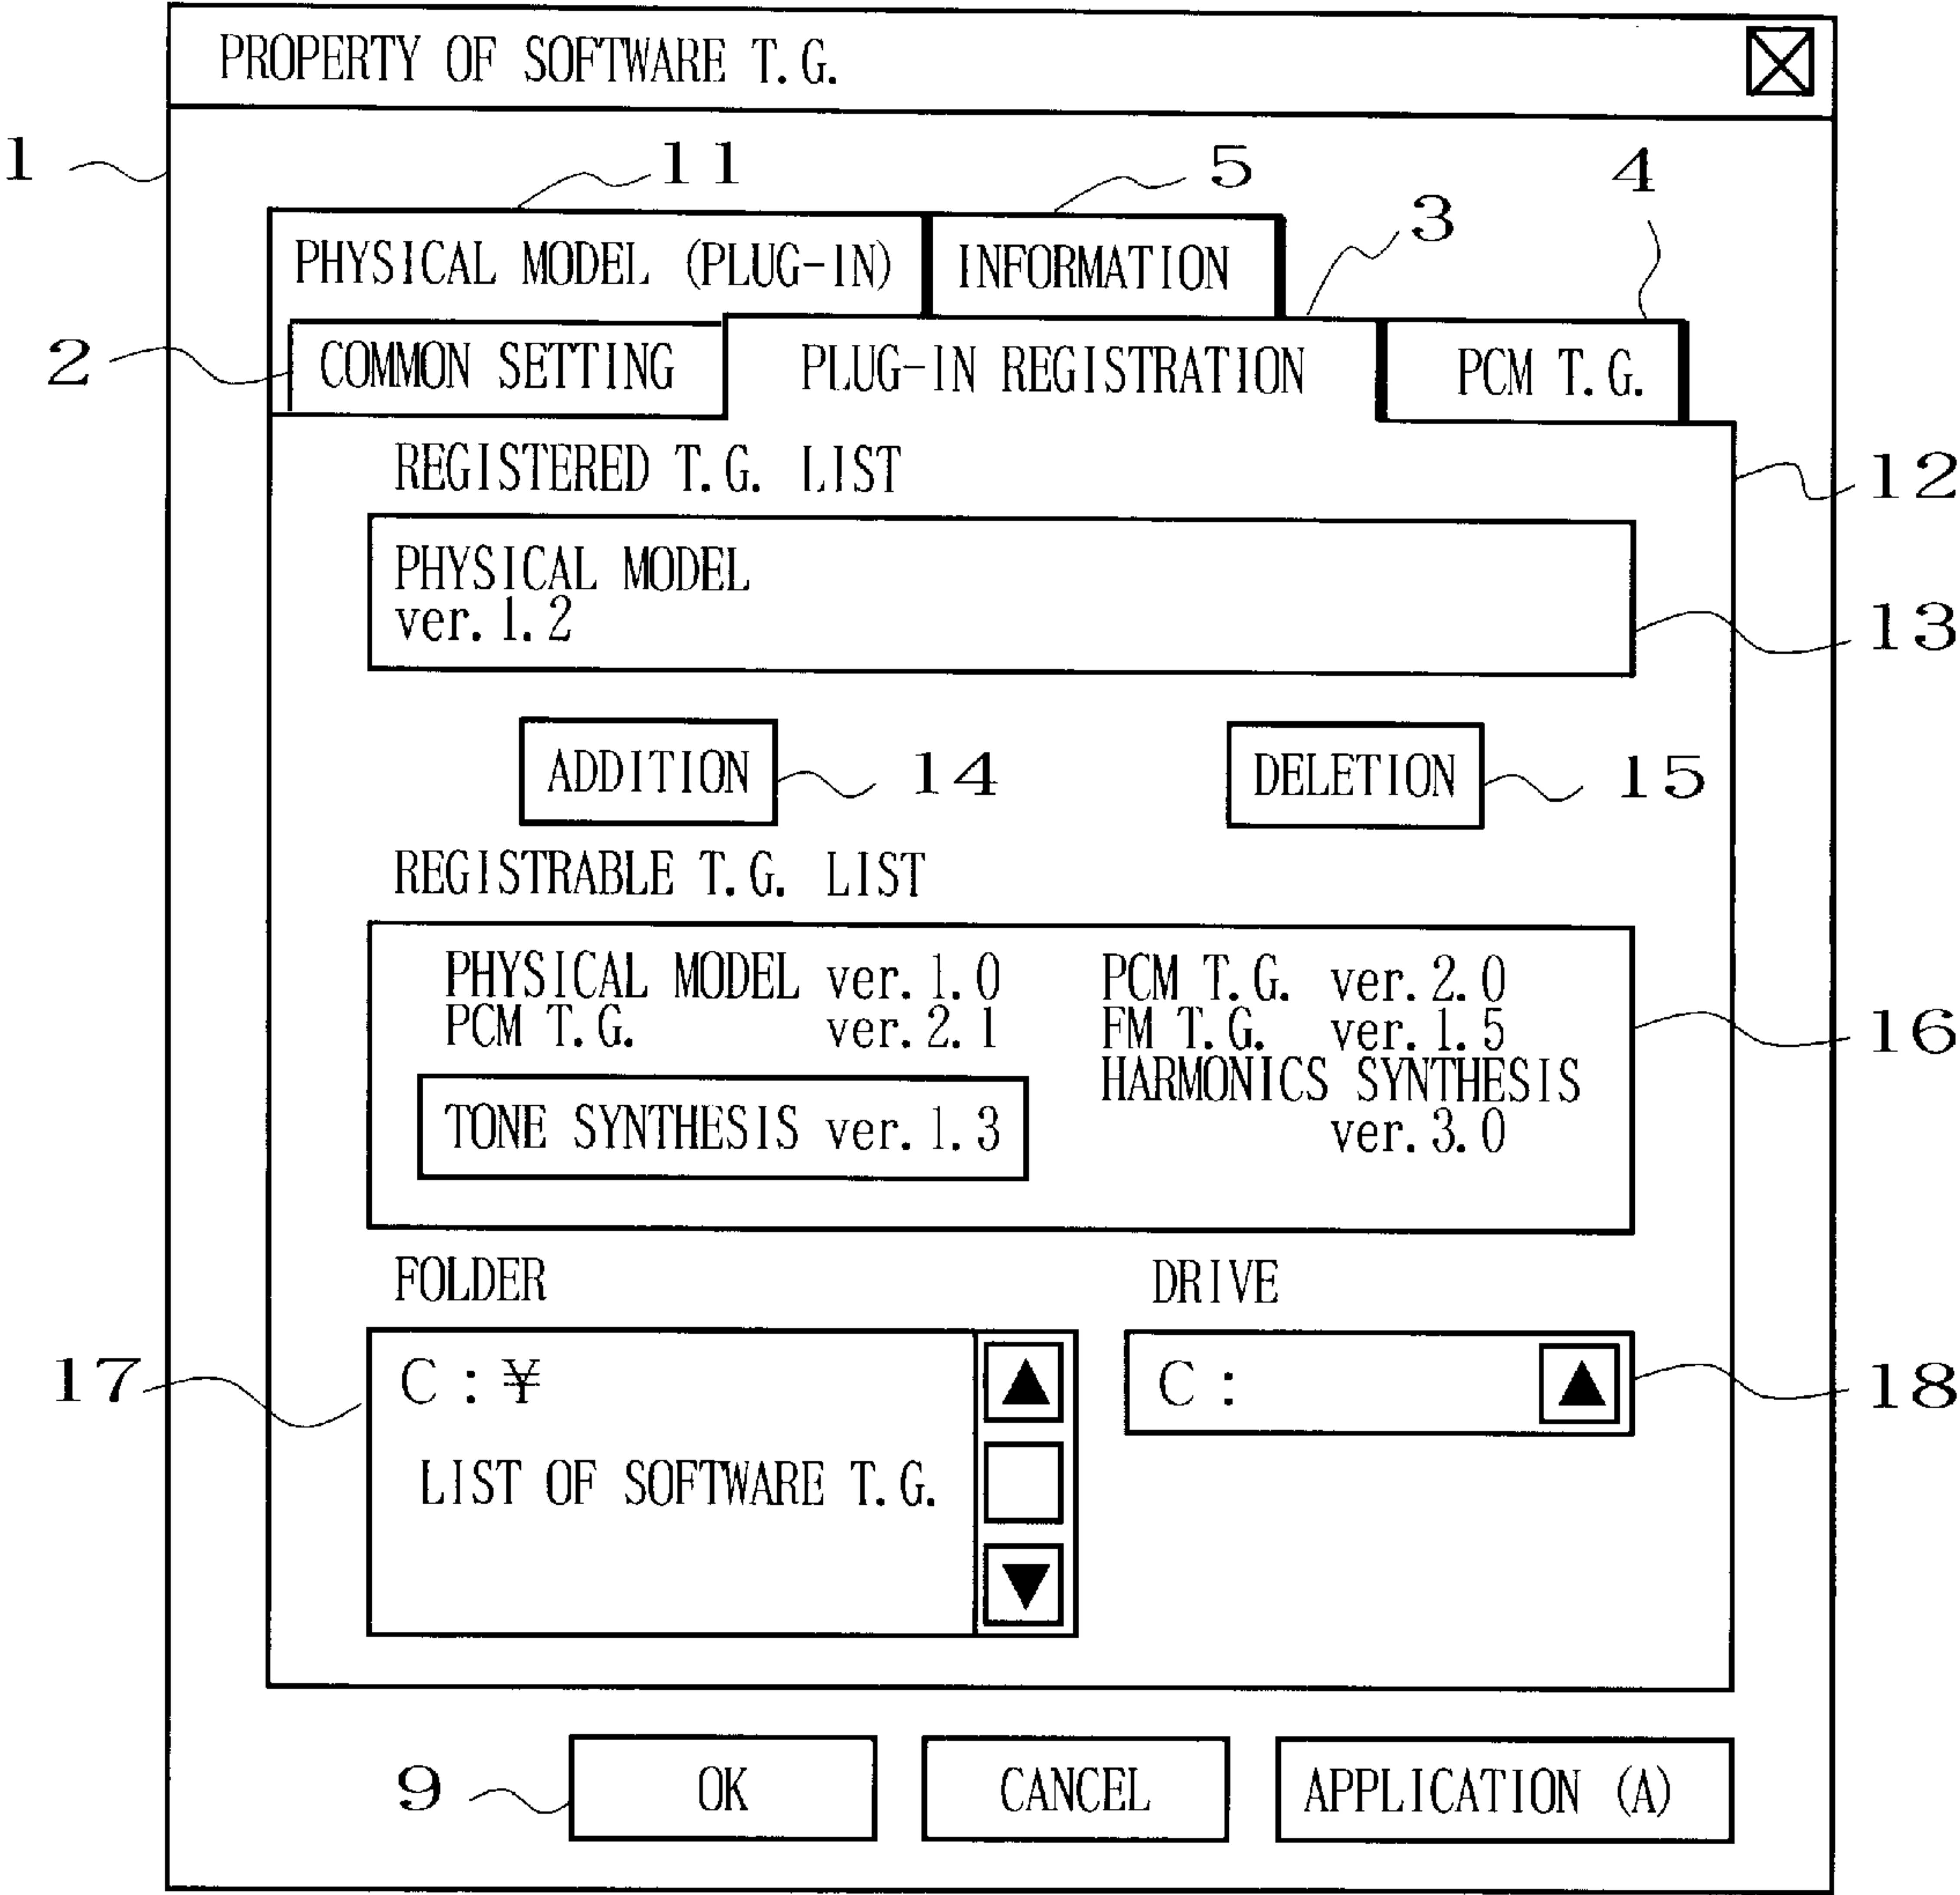 PROPERTY OF SOFTWARE T.G.
1
11
5
4
3
PHYSICAL MODEL (PLUG-IN)
INFORMATION
2
COMMON SETTING
PLUG-IN REGISTRATION
PCM T.G.
REGISTERED T.G. LIST
12
PHYSICAL MODEL
ver.1.2
13
ADDITION
14
DELETION
15
REGISTRABLE T.G. LIST
PHYSICAL MODEL ver.1.0
PCM T.G. ver.2.0
PCM T.G. ver.2.1
FM T.G. ver.1.5
16
HARMONICS SYNTHESIS
ver.3.0
TONE SYNTHESIS ver.1.3
FOLDER
DRIVE
17
C:¥
C:
18
LIST OF SOFTWARE T.G.
9
OK
CANCEL
APPLICATION (A)